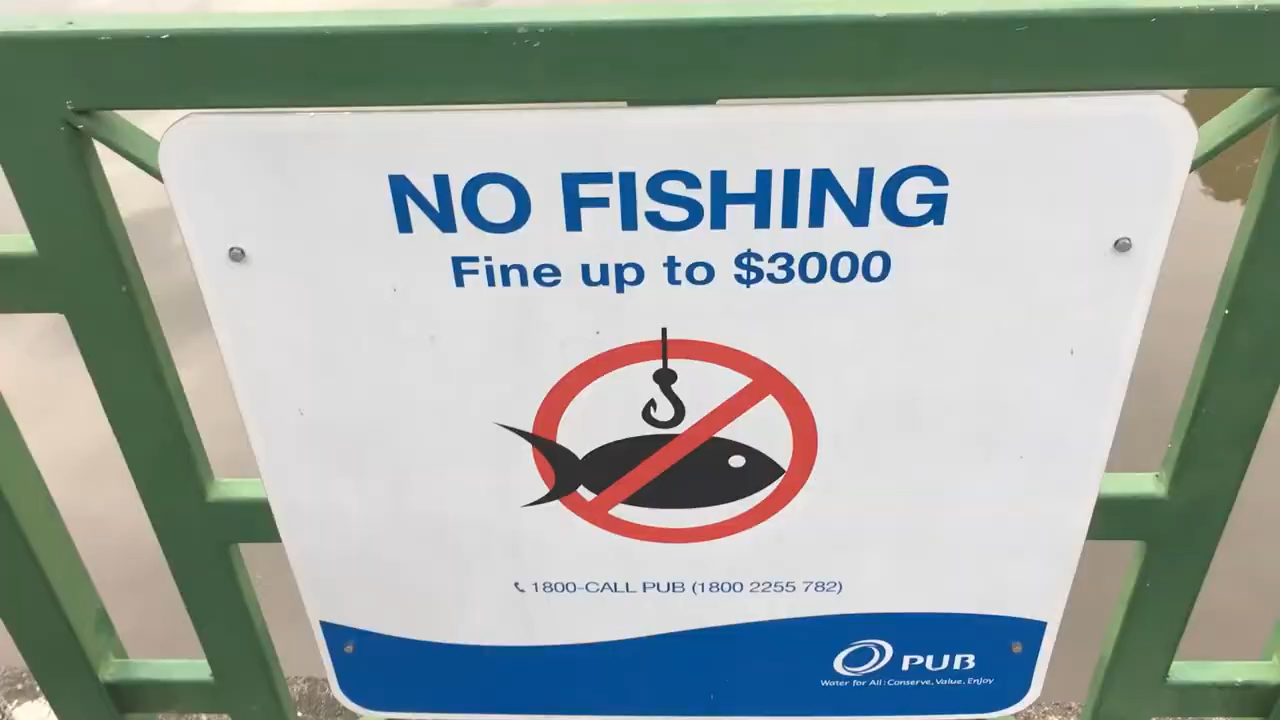 NO FISHING
Fine up to $3000
1800-CALL PUB (1800 2255 782)
PUB
Water for All : Conserve, Value, Enjoy